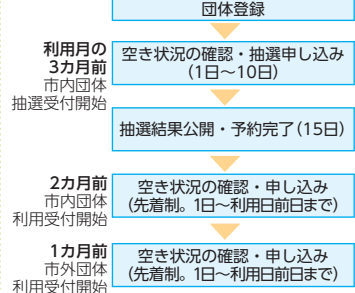 団体登録
利用月の
3カ月前
市内団体
抽選受付開始
空き状況の確認・抽選申し込み
(1日～10日)
抽選結果公開・予約完了(15日)
2カ月前
市内団体
利用受付開始
空き状況の確認・申し込み
(先着制。1日～利用日前日まで)
1カ月前
市外団体
利用受付開始
空き状況の確認・申し込み
(先着制。1日～利用日前日まで)